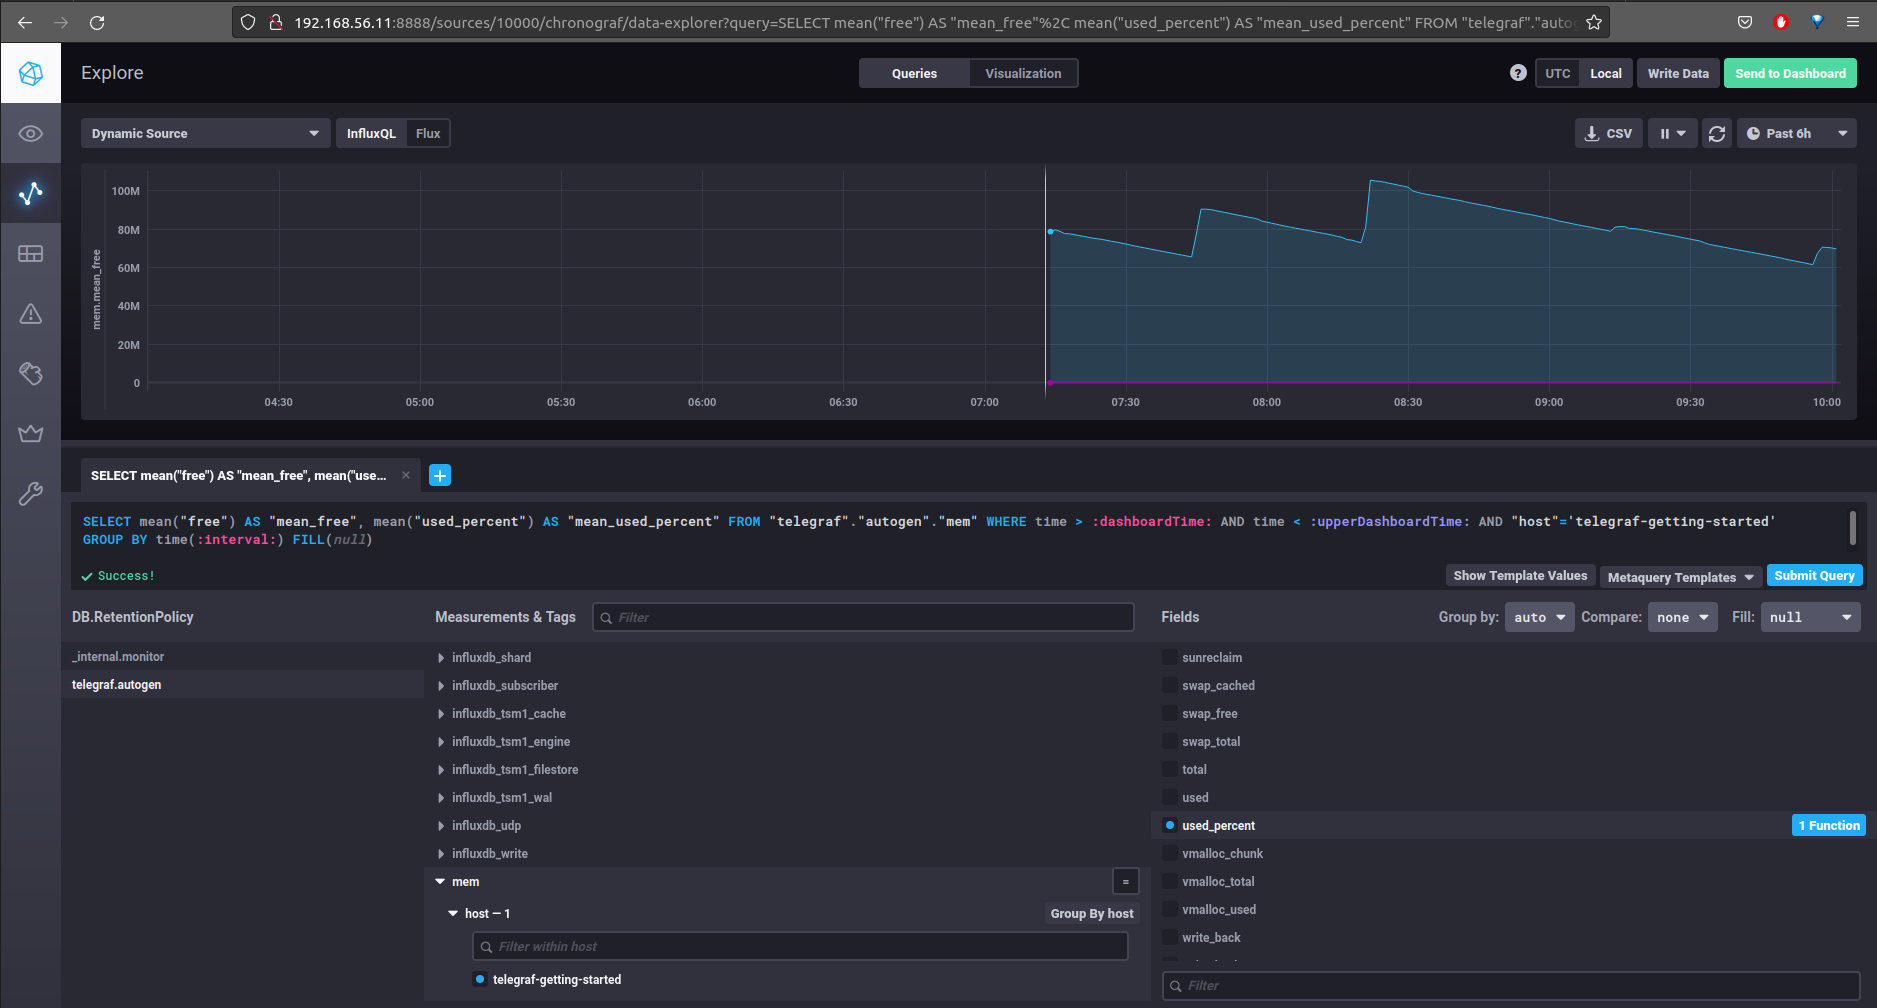 192.168.56.11:8888/sources/10000/chronograf/data-explorer?query=SELECT mean("free") AS "mean_free"%2C mean("used_percent") AS "mean_used_percent" FROM "telegraf"."autog
Explore
Queries
Visualization
?
UTC
Local
Write Data
Send to Dashboard
Dynamic Source
InfluxQL
Flux
CSV
Past 6h
mem.mean_free
100M
80M
60M
40M
20M
0
04:30
05:00
05:30
06:00
06:30
07:00
07:30
08:00
08:30
09:00
09:30
10:00
SELECT mean("free") AS "mean_free", mean("use...
SELECT mean("free") AS "mean_free", mean("used_percent") AS "mean_used_percent" FROM "telegraf"."autogen"."mem" WHERE time > :dashboardTime: AND time < :upperDashboardTime: AND "host"='telegraf-getting-started'
GROUP BY time(:interval:) FILL(null)
Success!
Show Template Values
Metaquery Templates
Submit Query
DB.RetentionPolicy
_internal.monitor
telegraf.autogen
Measurements & Tags
Filter
influxdb_shard
influxdb_subscriber
influxdb_tsm1_cache
influxdb_tsm1_engine
influxdb_tsm1_filestore
influxdb_tsm1_wal
influxdb_udp
influxdb_write
mem
=
host — 1
Group By host
Filter within host
telegraf-getting-started
Fields
Group by:
auto
Compare:
none
Fill:
null
sunreclaim
swap_cached
swap_free
swap_total
total
used
used_percent
1 Function
vmalloc_chunk
vmalloc_total
vmalloc_used
write_back
Filter